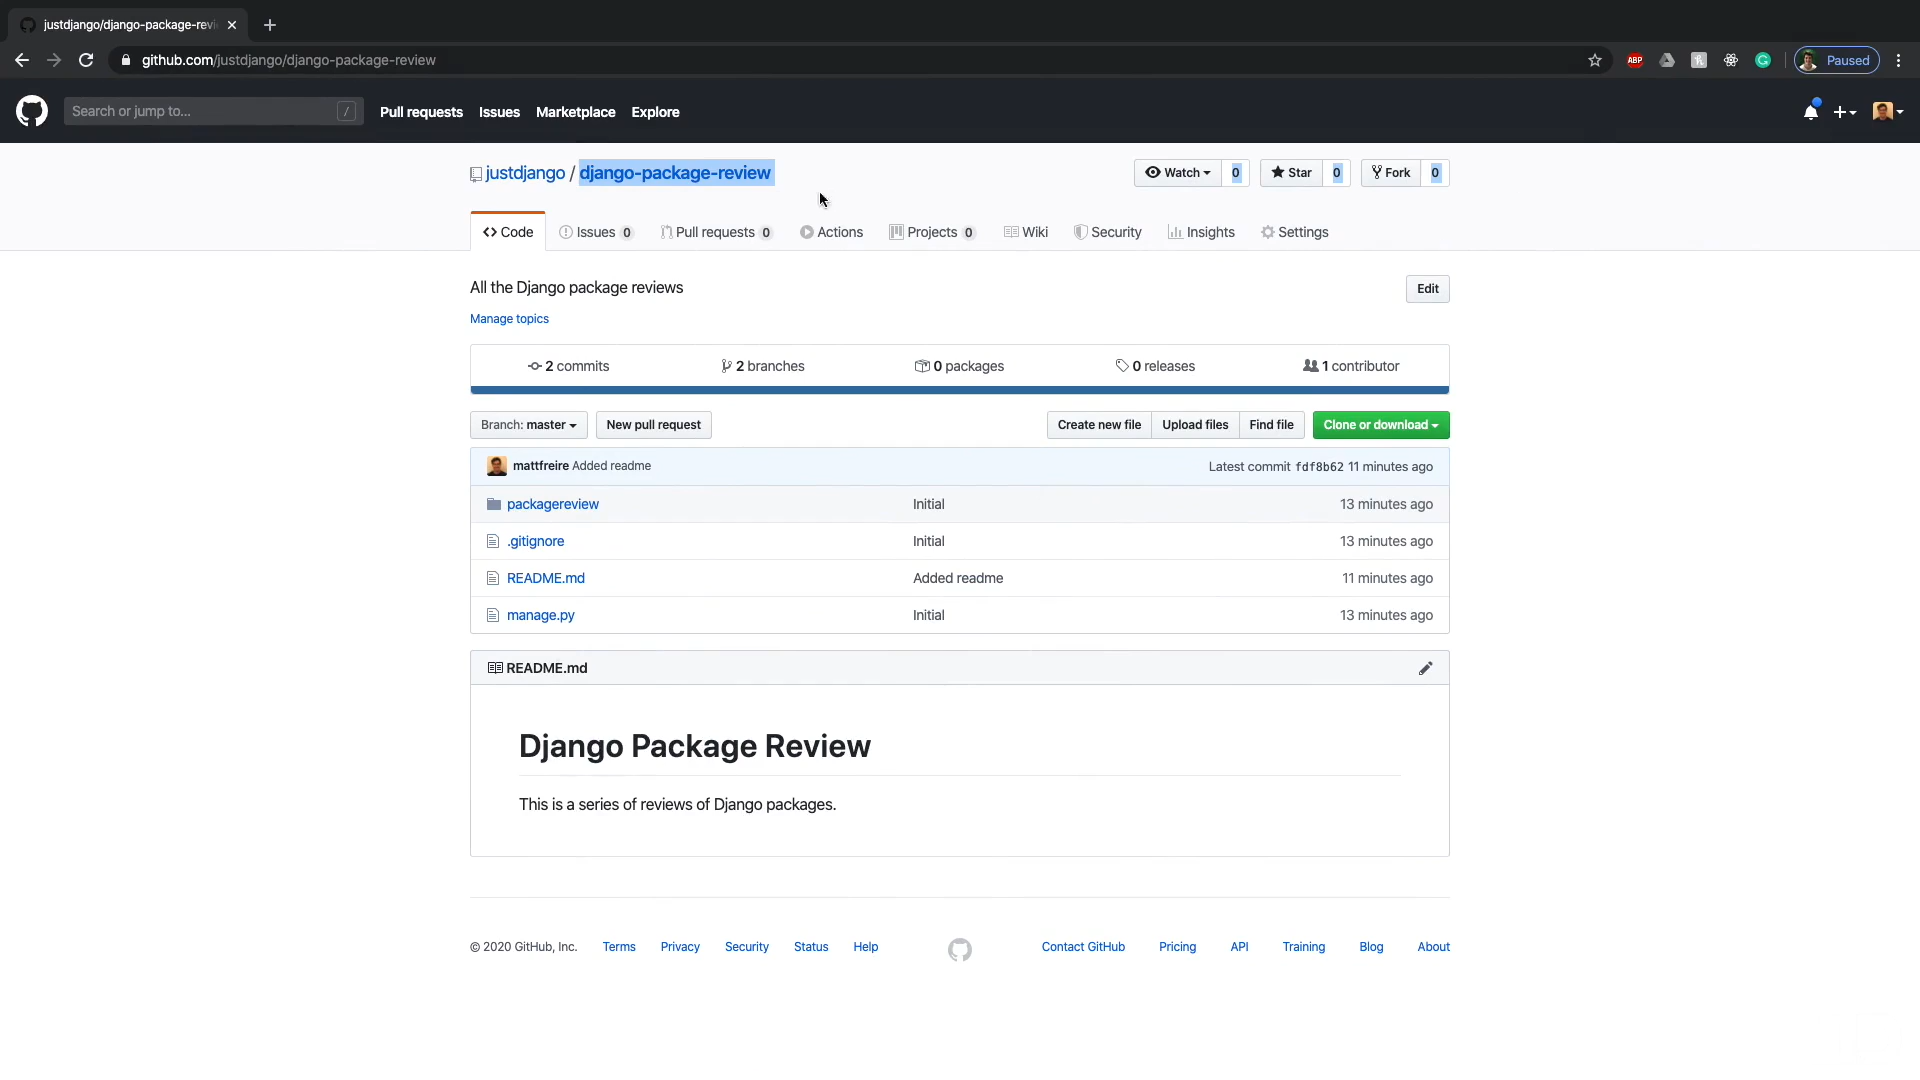 justdjango/django-package-revi
github.com/justdjango/django-package-review
ABP
Paused
Search or jump to...
/
Pull requests
Issues
Marketplace
Explore
justdjango / django-package-review
Watch 0
Star 0
Fork 0
Code
Issues 0
Pull requests 0
Actions
Projects 0
Wiki
Security
Insights
Settings
All the Django package reviews
Edit
Manage topics
2 commits
2 branches
0 packages
0 releases
1 contributor
Branch: master
New pull request
Create new file
Upload files
Find file
Clone or download
mattfreire Added readme
Latest commit fdf8b62 11 minutes ago
packagereview Initial 13 minutes ago
.gitignore Initial 13 minutes ago
README.md Added readme 11 minutes ago
manage.py Initial 13 minutes ago
README.md
Django Package Review
This is a series of reviews of Django packages.
© 2020 GitHub, Inc.
Terms
Privacy
Security
Status
Help
Contact GitHub
Pricing
API
Training
Blog
About